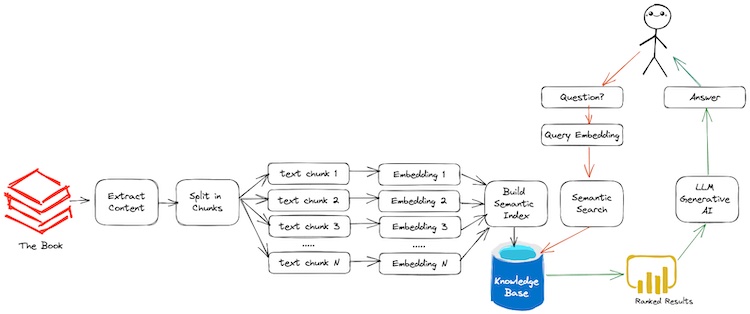 Question?
Answer
Query Embedding
The Book
Extract
Content
Split in
Chunks
text chunk 1
text chunk 2
text chunk 3
.....
text chunk N
Embedding 1
Embedding 2
Embedding 3
....
Embedding N
Build
Semantic
Index
Semantic
Search
LLM
Generative
AI
Knowledge
Base
Ranked Results